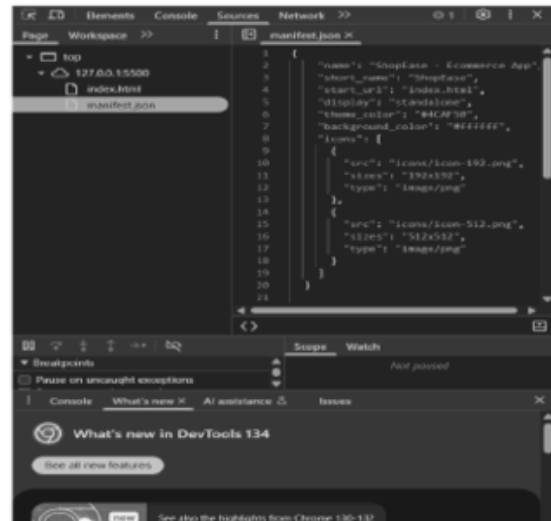 Elements Console Sources Network >> 1
Page Workspace >> manifest.json ×
top
127.0.0.1:5500
index.html
manifest.json
1 {
2 "name": "ShopEase - Ecommerce App",
3 "short_name": "ShopEase",
4 "start_url": "index.html",
5 "display": "standalone",
6 "theme_color": "#4CAF50",
7 "background_color": "#ffffff",
8 "icons": [
9 {
10 "src": "icons/icon-192.png",
11 "sizes": "192x192",
12 "type": "image/png"
13 },
14 {
15 "src": "icons/icon-512.png",
16 "sizes": "512x512",
17 "type": "image/png"
18 }
19 ]
20 }
21
Scope Watch
Breakpoints
Not paused
Pause on uncaught exceptions
Console What's new × AI assistance Issues ×
What's new in DevTools 134
See all new features
new
See also the highlights from Chrome 130-132